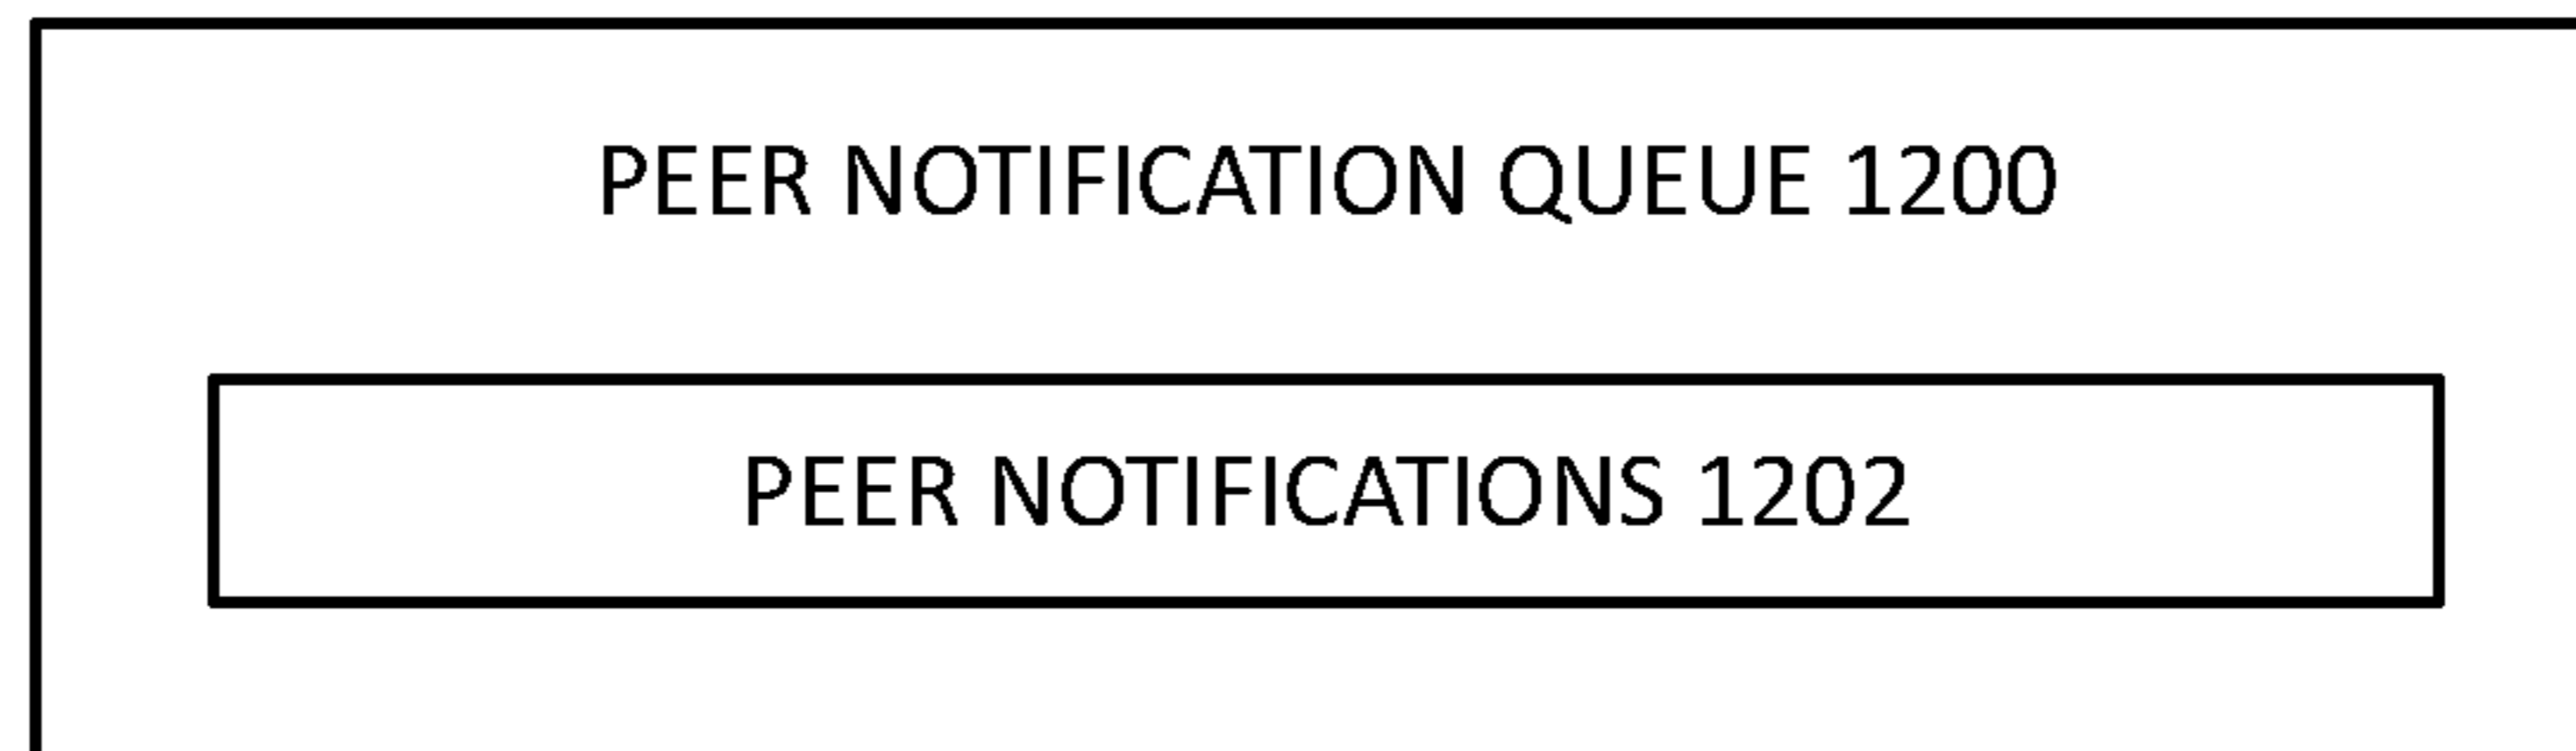 PEER NOTIFICATION QUEUE 1200
PEER NOTIFICATIONS 1202